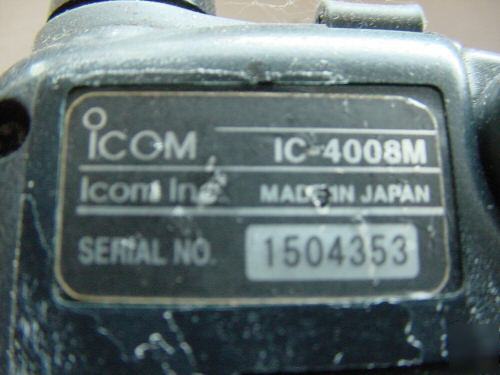 iCOM IC-4008M
Icom Inc. MADE IN JAPAN
SERIAL NO. 1504353